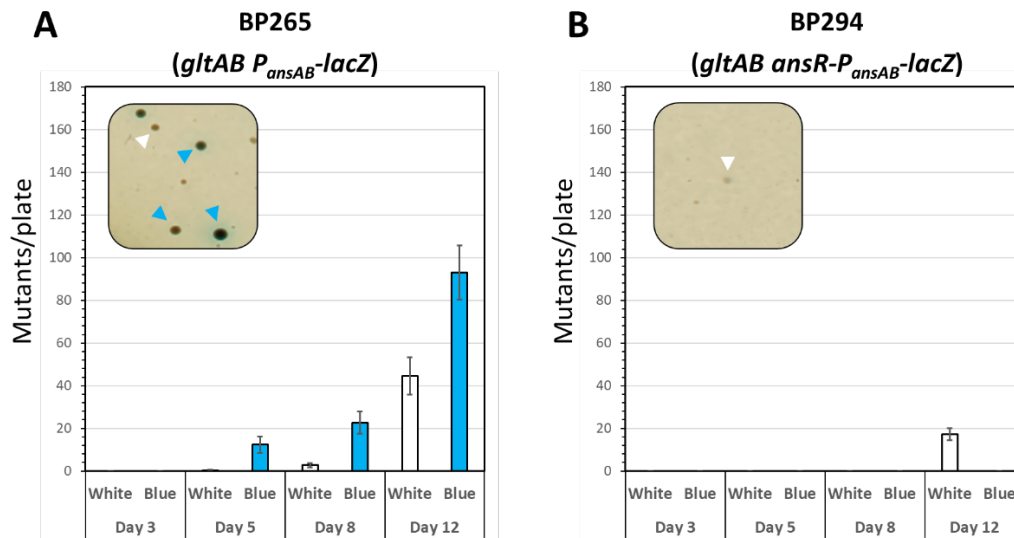 A
BP265
(gltAB PansAB-lacZ)
Mutants/plate
180
160
140
120
100
80
60
40
20
0
White Blue White Blue White Blue White Blue
Day 3 Day 5 Day 8 Day 12
B
BP294
(gltAB ansR-PansAB-lacZ)
Mutants/plate
180
160
140
120
100
80
60
40
20
0
White Blue White Blue White Blue White Blue
Day 3 Day 5 Day 8 Day 12